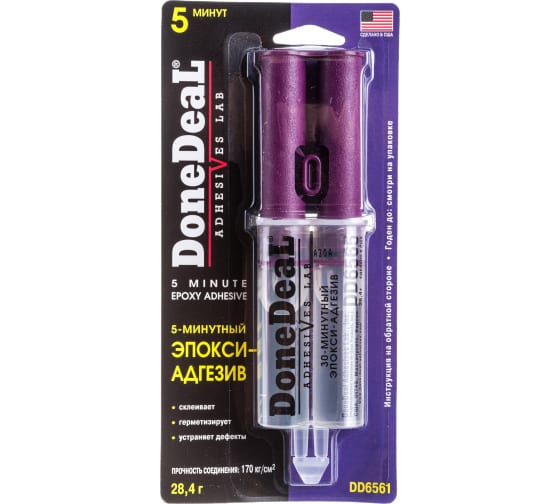 5 МИНУТ
СДЕЛАНО В США
DoneDeaL®
ADHESIVES LAB
5 MINUTE
EPOXY ADHESIVE
5-МИНУТНЫЙ
ЭПОКСИ-
АДГЕЗИВ
• склеивает
• герметизирует
• устраняет дефекты
ПРОЧНОСТЬ СОЕДИНЕНИЯ: 170 кг/см²
28,4 г
DoneDeaL®
ADHESIVES LAB
30-МИНУТНЫЙ
ЭПОКСИ-АДГЕЗИВ
DD6565
Инструкция на обратной стороне • Годен до: смотри на упаковке
DD6561